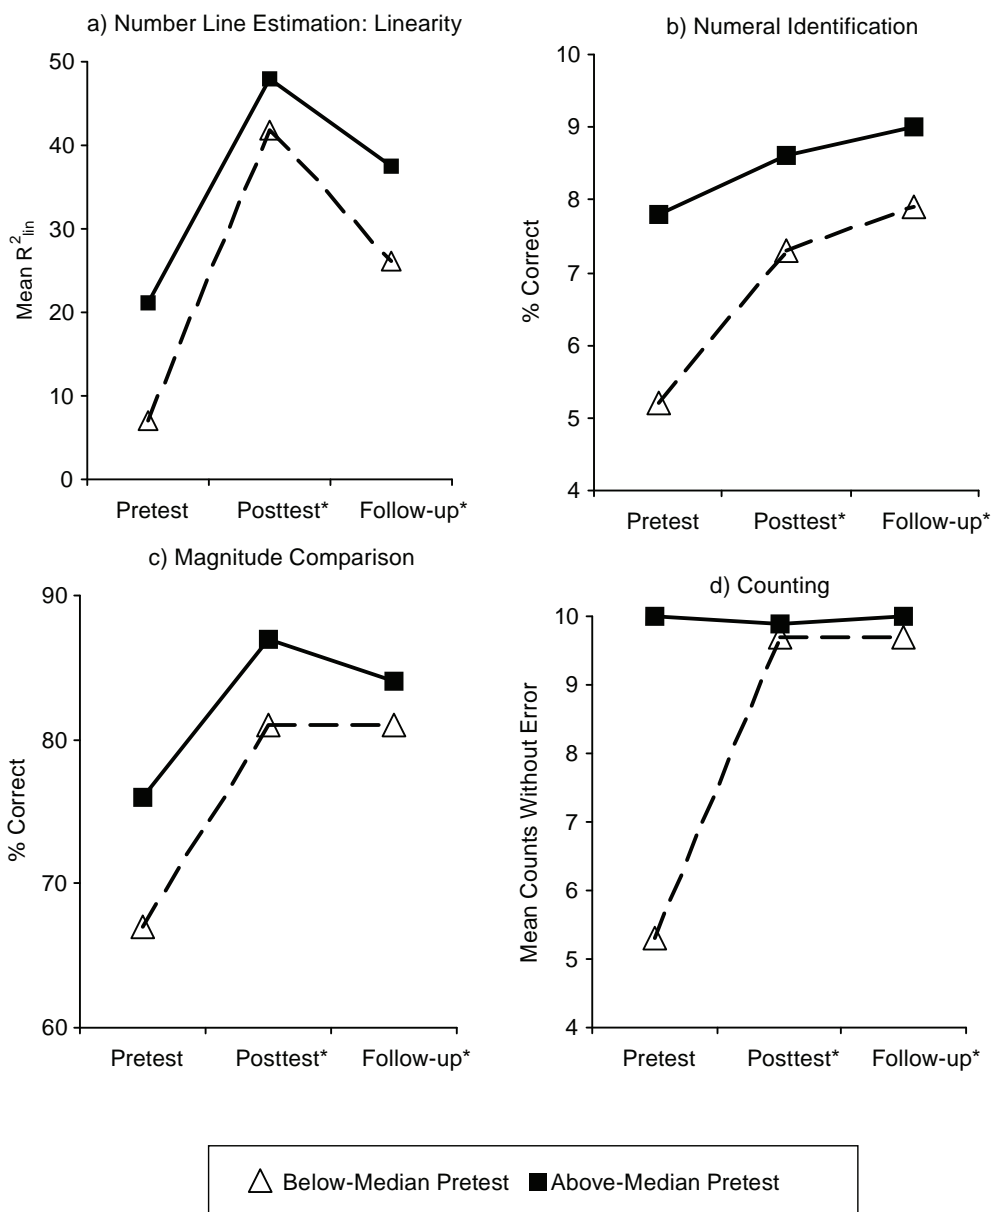 a) Number Line Estimation: Linearity
50
40
30
20
10
0
Mean R²lin
Pretest
Posttest*
Follow-up*
b) Numeral Identification
10
9
8
7
6
5
4
% Correct
Pretest
Posttest*
Follow-up*
c) Magnitude Comparison
90
80
70
60
% Correct
Pretest
Posttest*
Follow-up*
d) Counting
10
9
8
7
6
5
4
Mean Counts Without Error
Pretest
Posttest*
Follow-up*
Below-Median Pretest
Above-Median Pretest